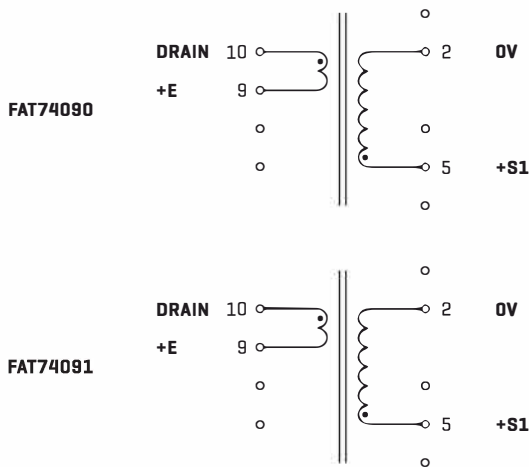 DRAIN 10 2 0V
+E 9
FAT74090
5 +S1
DRAIN 10 2 0V
+E 9
FAT74091
5 +S1